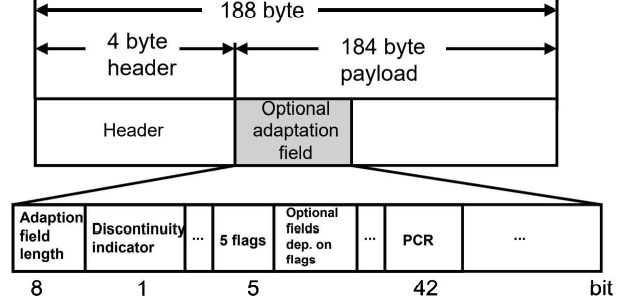 188 byte
4 byte
header
184 byte
payload
Header
Optional
adaptation
field
Adaption
field
length
Discontinuity
indicator
...
5 flags
Optional
fields
dep. on
flags
...
PCR
...
8
1
5
42
bit